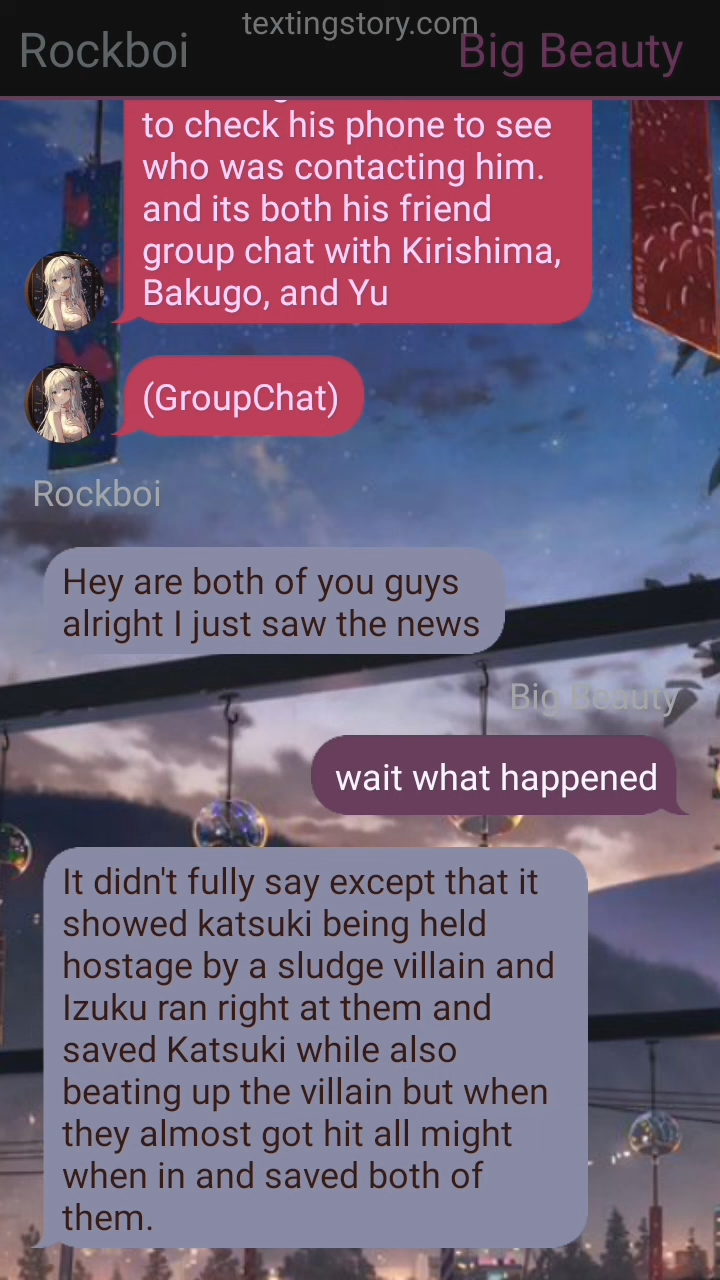 textingstory.com
Rockboi
Big Beauty
to check his phone to see
who was contacting him.
and its both his friend
group chat with Kirishima,
Bakugo, and Yu
(GroupChat)
Rockboi
Hey are both of you guys
alright I just saw the news
Big Beauty
wait what happened
It didn't fully say except that it
showed katsuki being held
hostage by a sludge villain and
Izuku ran right at them and
saved Katsuki while also
beating up the villain but when
they almost got hit all might
when in and saved both of
them.